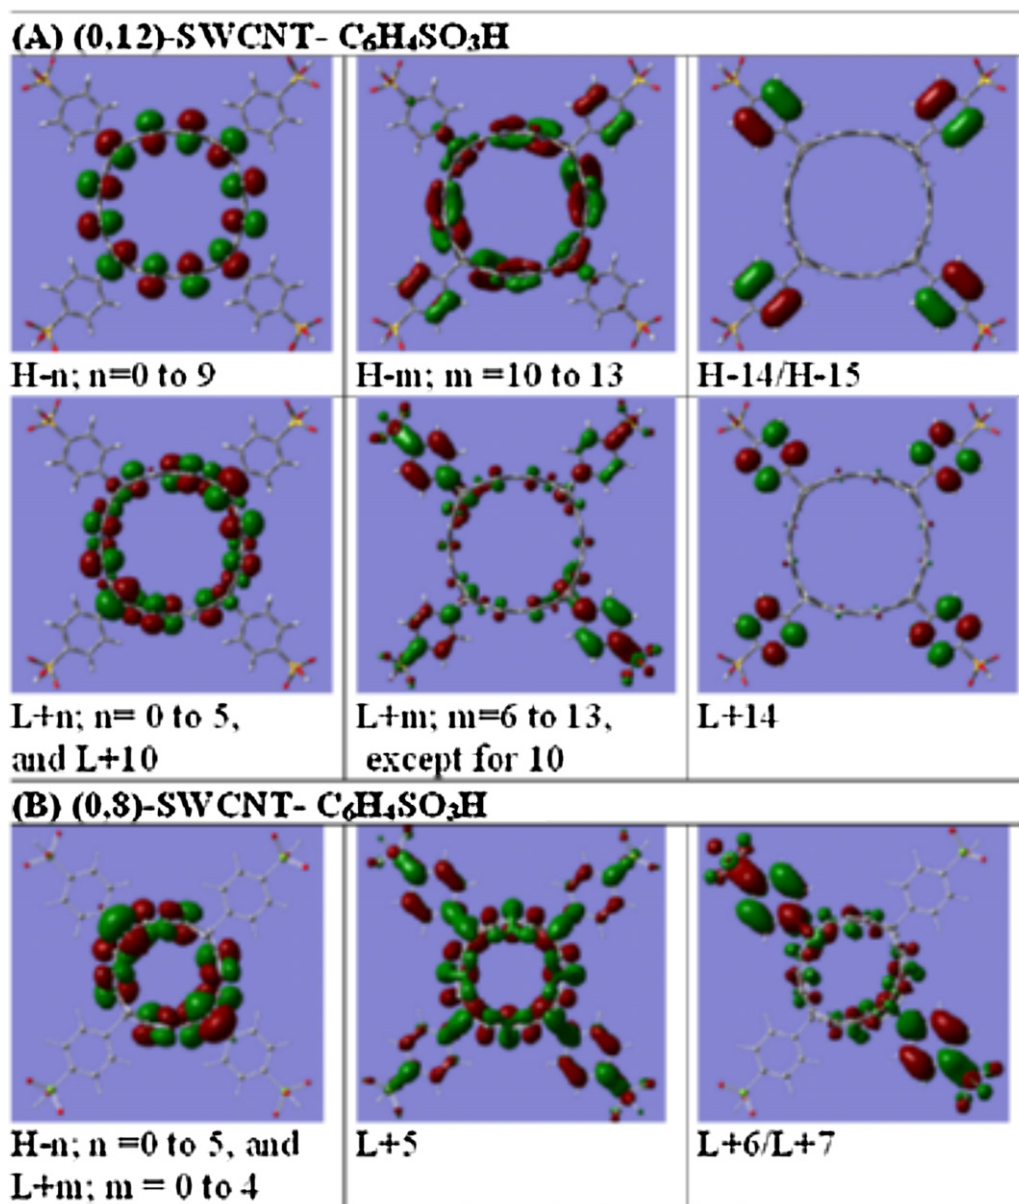 (A) (0,12)-SWCNT- C₆H₄SO₃H
H-n; n=0 to 9
H-m; m =10 to 13
H-14/H-15
L+n; n= 0 to 5,
and L+10
L+m; m=6 to 13,
except for 10
L+14
(B) (0,8)-SWCNT- C₆H₄SO₃H
H-n; n =0 to 5, and
L+m; m = 0 to 4
L+5
L+6/L+7